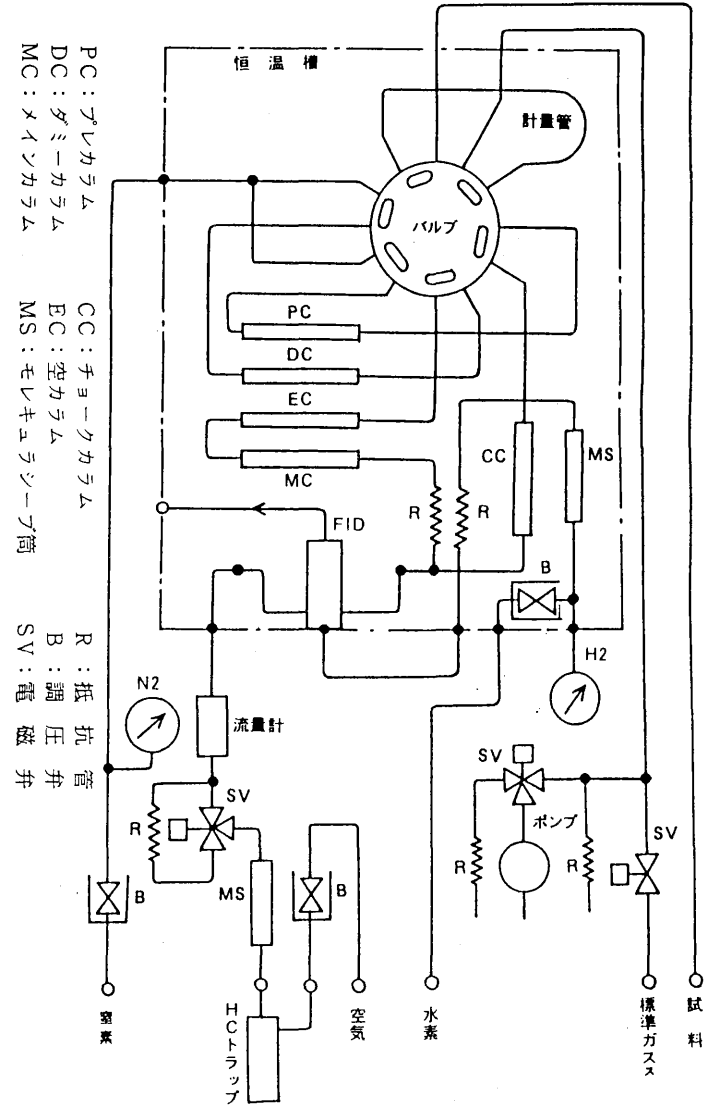 PC:プレカラム
DC:ダミーカラム
MC:メインカラム
CC:チョークカラム
EC:空カラム
MS:モレキュラシーブ筒
R:抵抗管
B:調圧弁
SV:電磁弁
恒温槽
計量管
バルブ
PC
DC
EC
MC
CC
MS
R
R
FID
B
H2
N2
流量計
SV
R
MS
B
B
SV
ポンプ
R
R
SV
窒素
HCトラップ
空気
水素
標準ガスス
試料